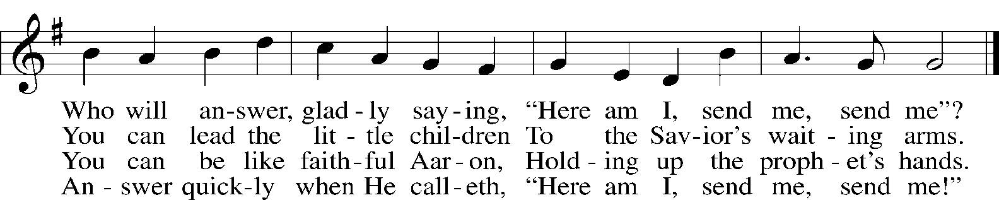 Who will an-swer, glad - ly say - ing, “Here am I, send me, send me”?
You can lead the lit - tle chil-dren To the Sav-ior’s wait - ing arms.
You can be like faith-ful Aar - on, Hold - ing up the proph - et’s hands.
An - swer quick-ly when He call - eth, “Here am I, send me, send me!”